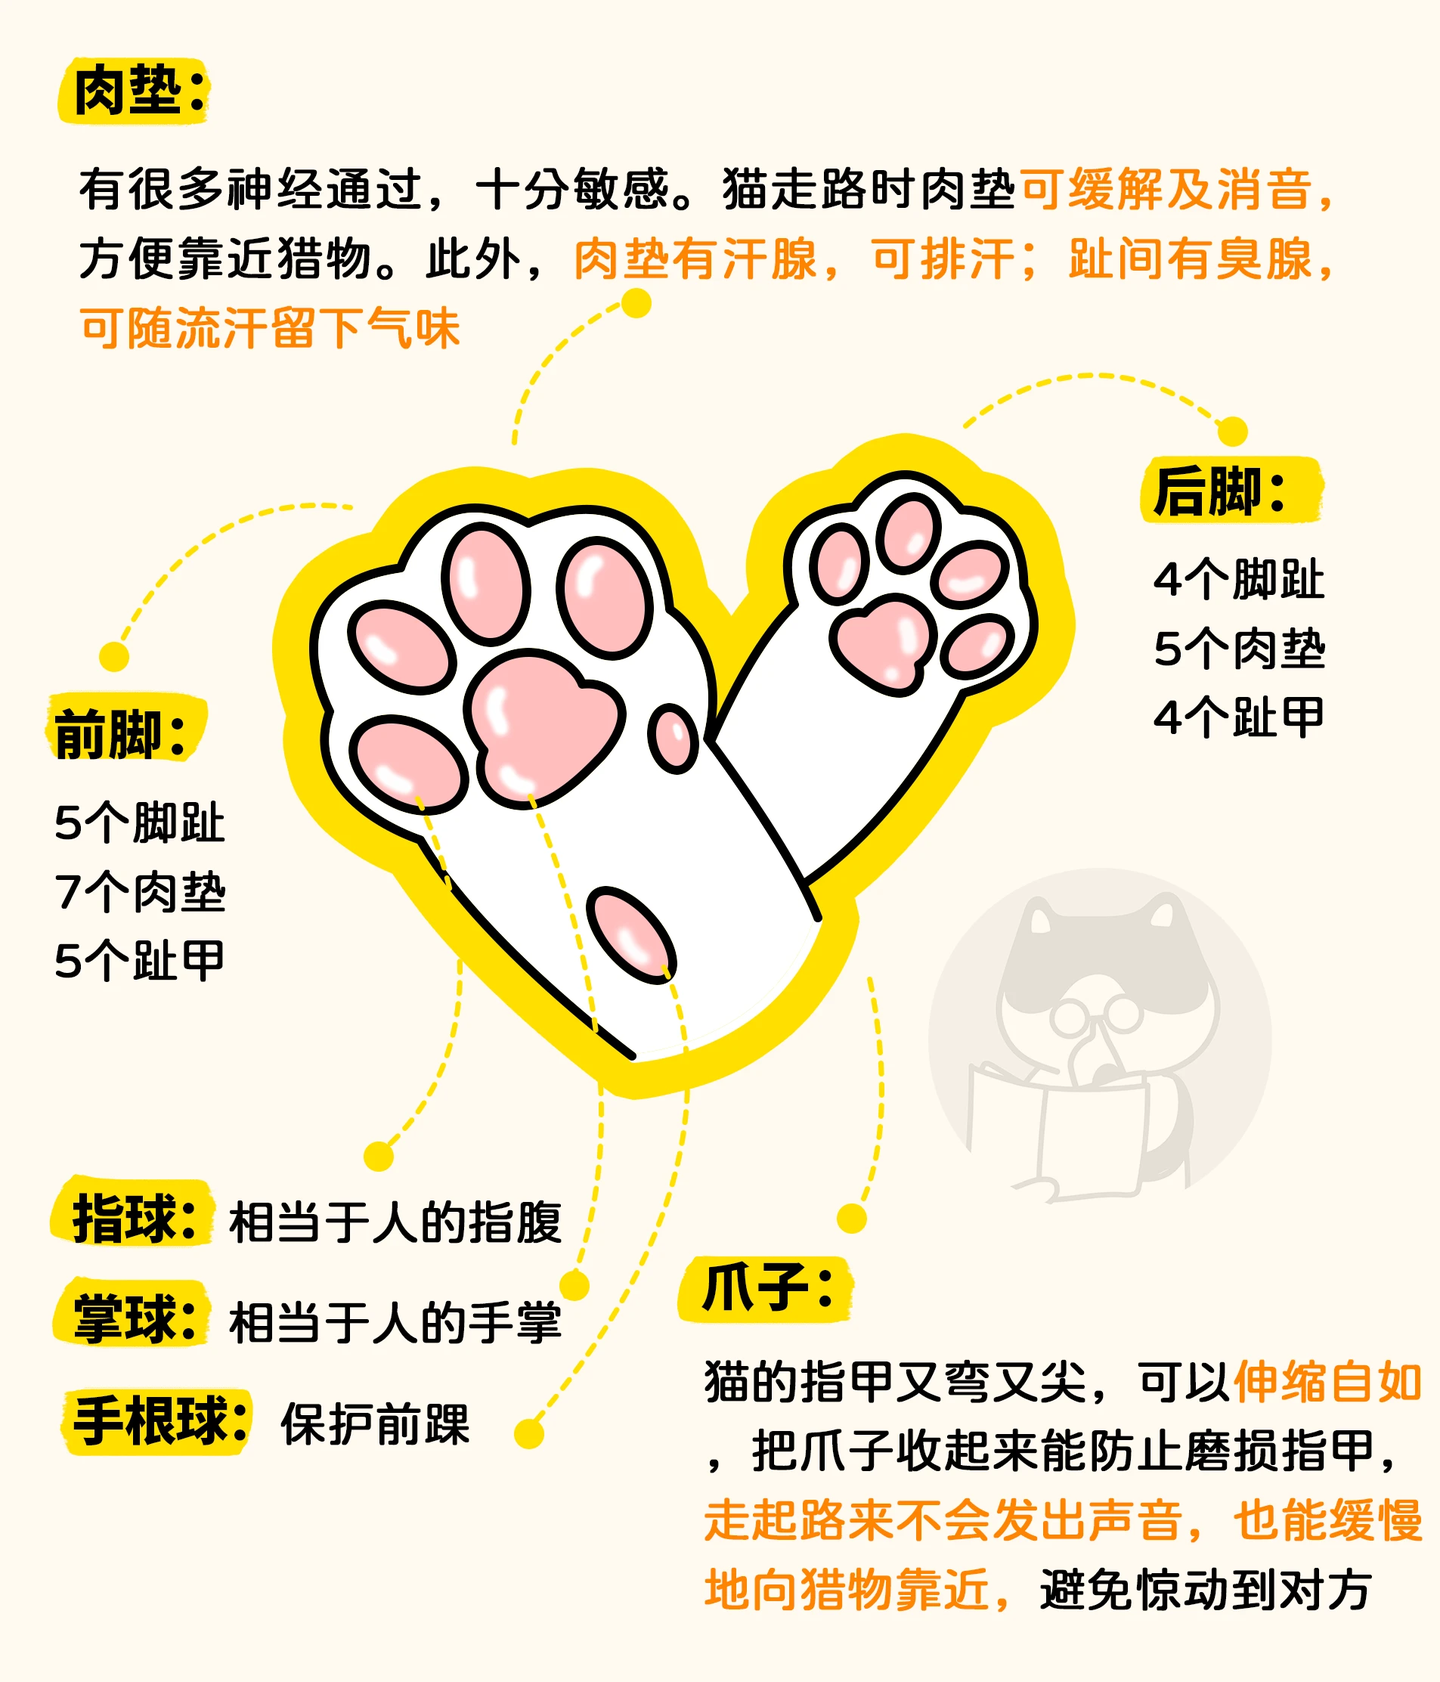 肉垫：
有很多神经通过，十分敏感。猫走路时肉垫可缓解及消音，
方便靠近猎物。此外，肉垫有汗腺，可排汗；趾间有臭腺，
可随流汗留下气味
后脚：
4个脚趾
5个肉垫
4个趾甲
前脚：
5个脚趾
7个肉垫
5个趾甲
指球：相当于人的指腹
掌球：相当于人的手掌
手根球：保护前踝
爪子：
猫的指甲又弯又尖，可以伸缩自如
，把爪子收起来能防止磨损指甲，
走起路来不会发出声音，也能缓慢
地向猎物靠近，避免惊动到对方